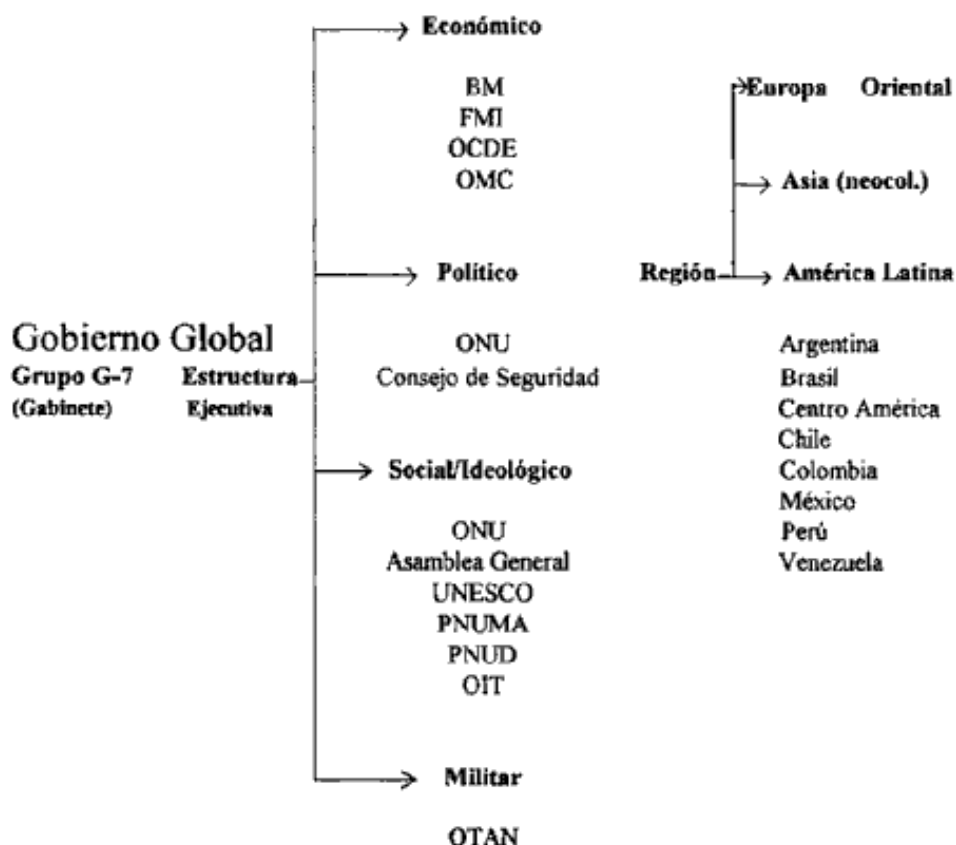 Económico
BM
FMI
OCDE
OMC
Político
ONU
Consejo de Seguridad
Gobierno Global
Grupo G-7 Estructura
(Gabinete) Ejecutiva
Social/Ideológico
ONU
Asamblea General
UNESCO
PNUMA
PNUD
OIT
Militar
OTAN
Región
Europa Oriental
Asia (neocol.)
América Latina
Argentina
Brasil
Centro América
Chile
Colombia
México
Perú
Venezuela